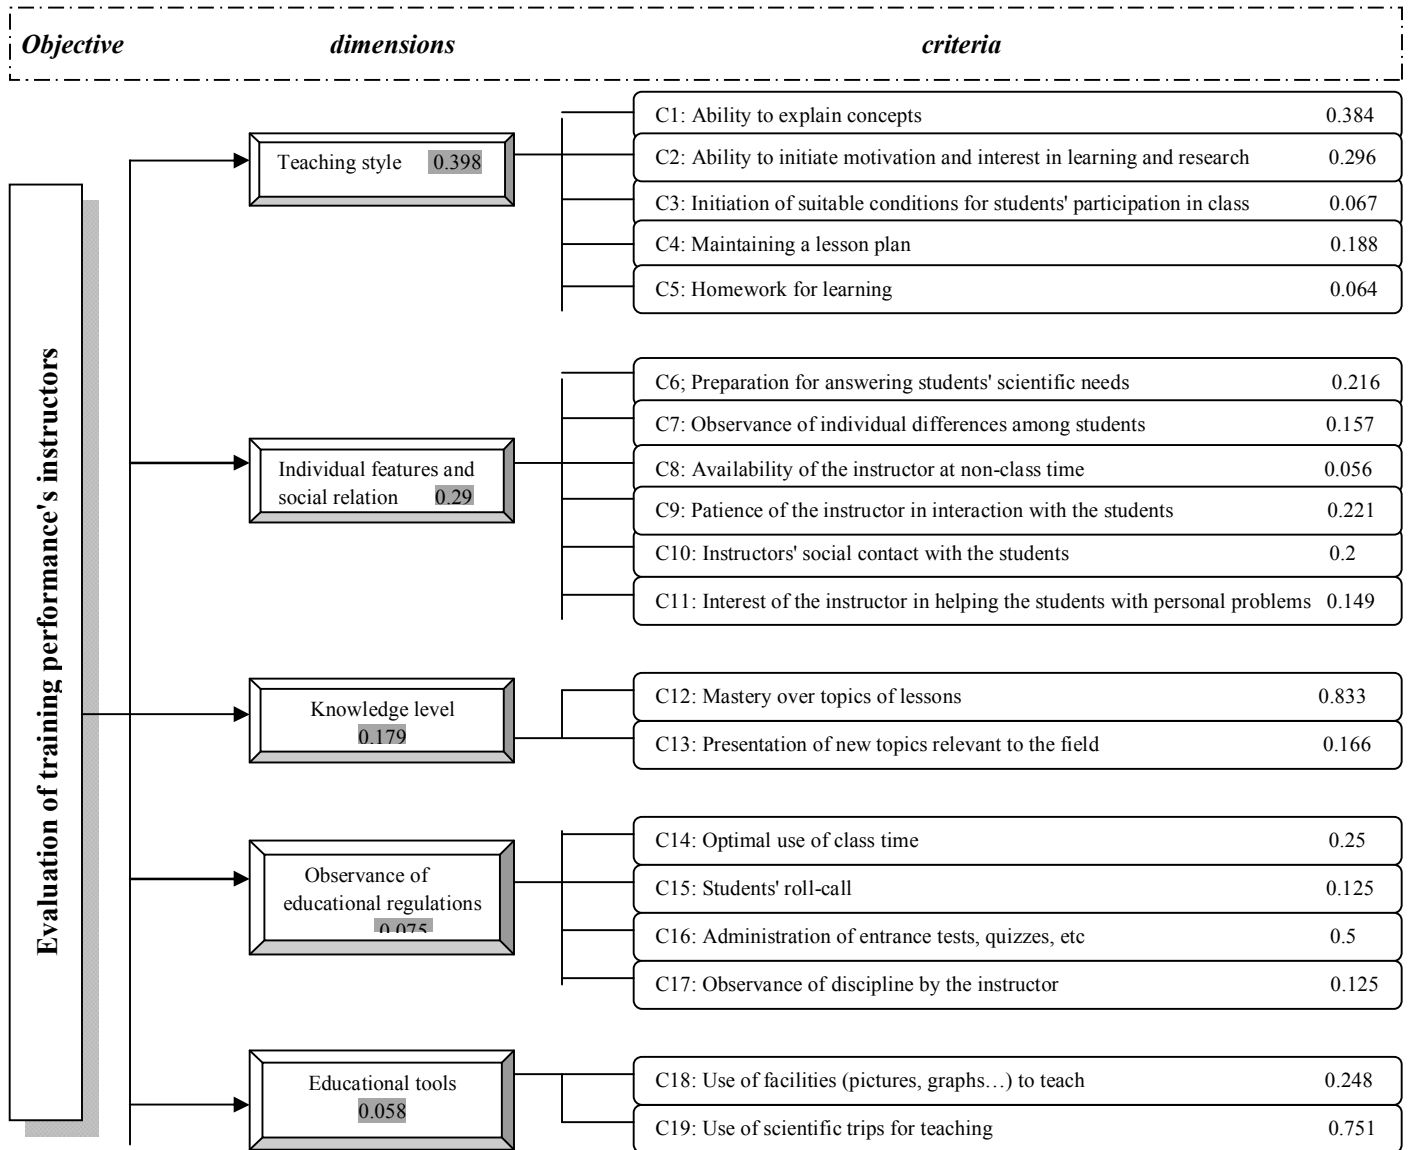 Objective dimensions criteria
Evaluation of training performance's instructors
Teaching style 0.398
C1: Ability to explain concepts 0.384
C2: Ability to initiate motivation and interest in learning and research 0.296
C3: Initiation of suitable conditions for students' participation in class 0.067
C4: Maintaining a lesson plan 0.188
C5: Homework for learning 0.064
Individual features and
social relation 0.29
C6; Preparation for answering students' scientific needs 0.216
C7: Observance of individual differences among students 0.157
C8: Availability of the instructor at non-class time 0.056
C9: Patience of the instructor in interaction with the students 0.221
C10: Instructors' social contact with the students 0.2
C11: Interest of the instructor in helping the students with personal problems 0.149
Knowledge level
0.179
C12: Mastery over topics of lessons 0.833
C13: Presentation of new topics relevant to the field 0.166
Observance of
educational regulations
0.075
C14: Optimal use of class time 0.25
C15: Students' roll-call 0.125
C16: Administration of entrance tests, quizzes, etc 0.5
C17: Observance of discipline by the instructor 0.125
Educational tools
0.058
C18: Use of facilities (pictures, graphs…) to teach 0.248
C19: Use of scientific trips for teaching 0.751